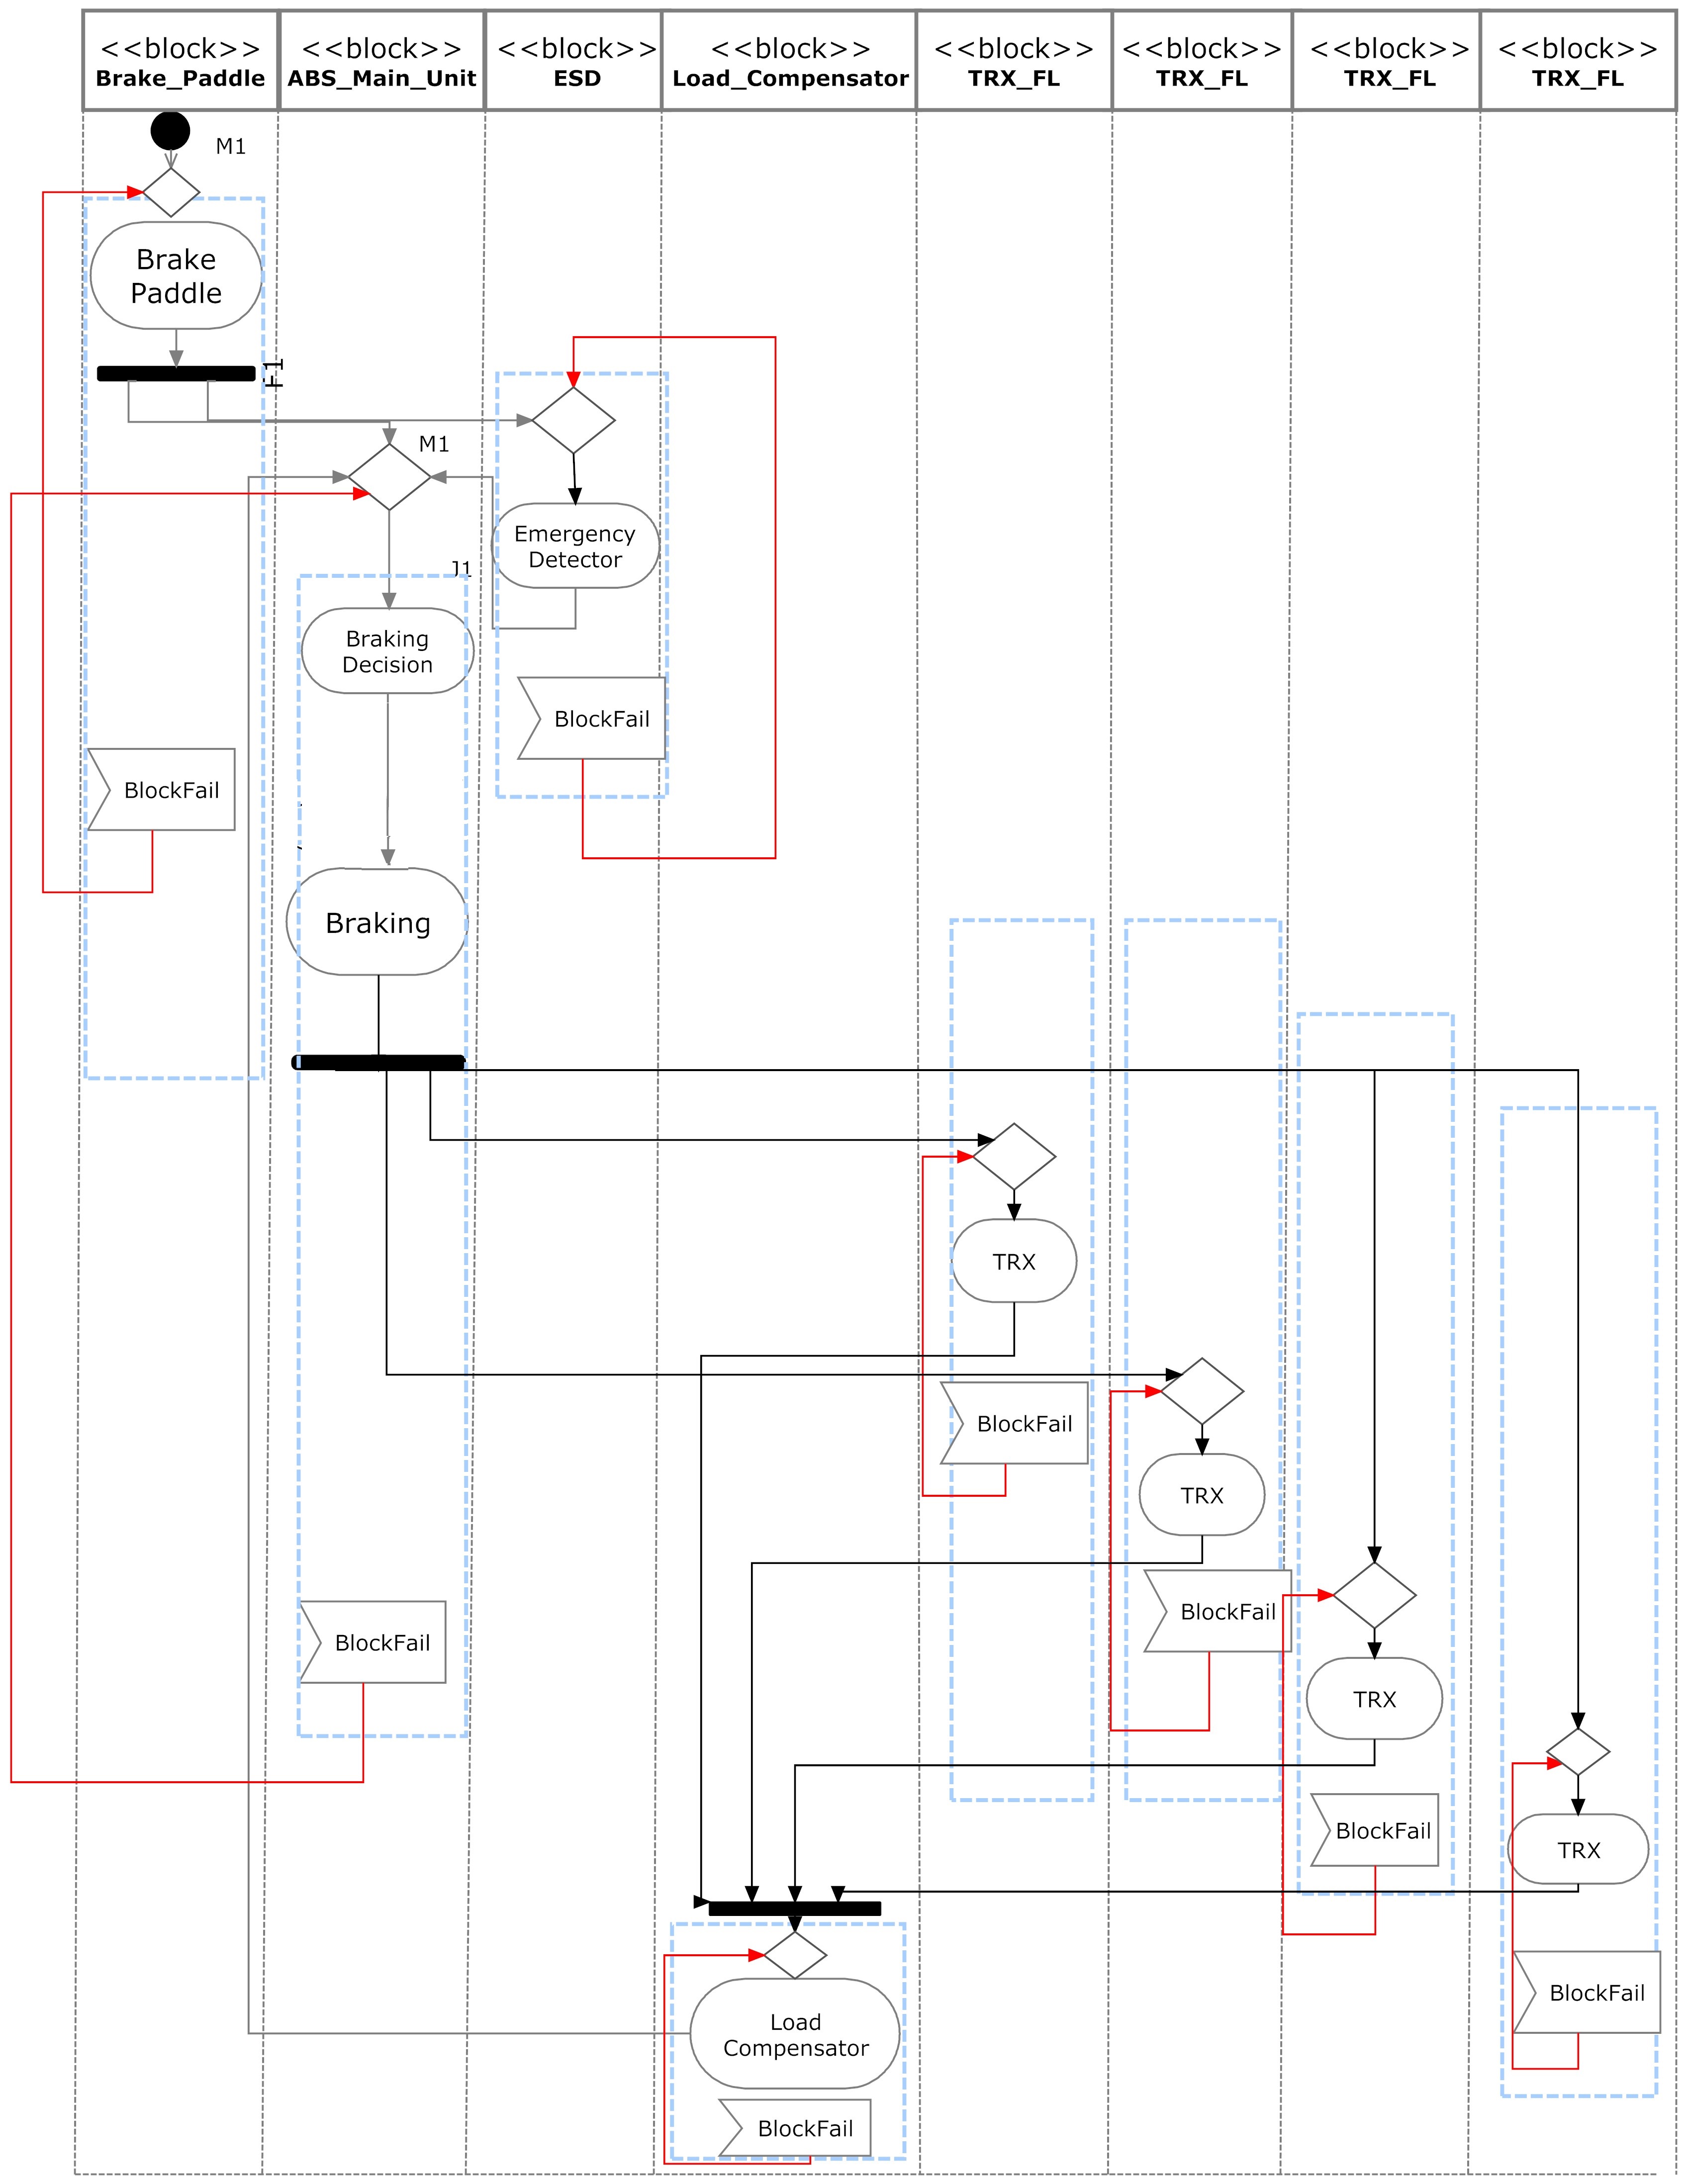 <<block>>
Brake_Paddle
<<block>>
ABS_Main_Unit
<<block>>
ESD
<<block>>
Load_Compensator
<<block>>
TRX_FL
<<block>>
TRX_FL
<<block>>
TRX_FL
<<block>>
TRX_FL
M1
Brake
Paddle
F1
M1
Emergency
Detector
J1
Braking
Decision
BlockFail
BlockFail
Braking
TRX
BlockFail
TRX
BlockFail
BlockFail
TRX
BlockFail
TRX
BlockFail
Load
Compensator
BlockFail